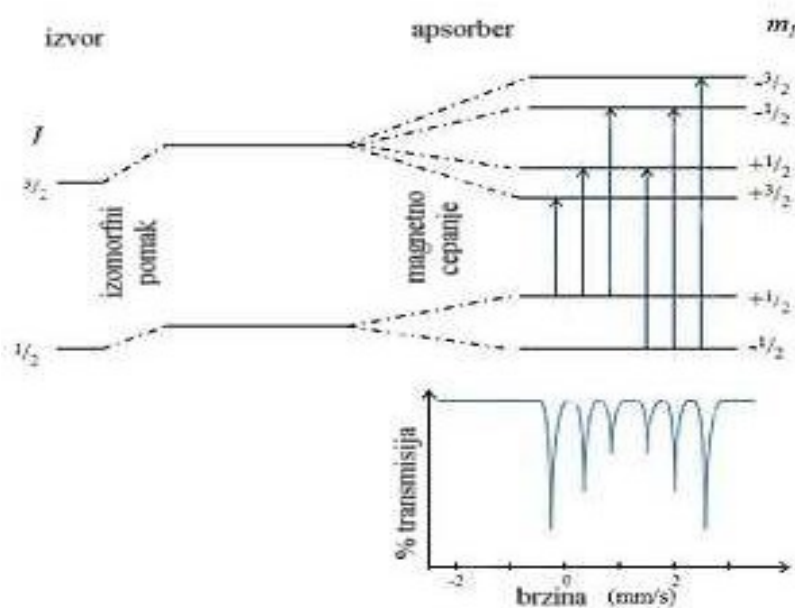 izvor
apsorber
m_I
I
3/2
1/2
izomorfni
pomak
magnetno
cepanje
-3/2
-1/2
+1/2
+3/2
+1/2
-1/2
% transmisija
-2
0
2
brzina (mm/s)